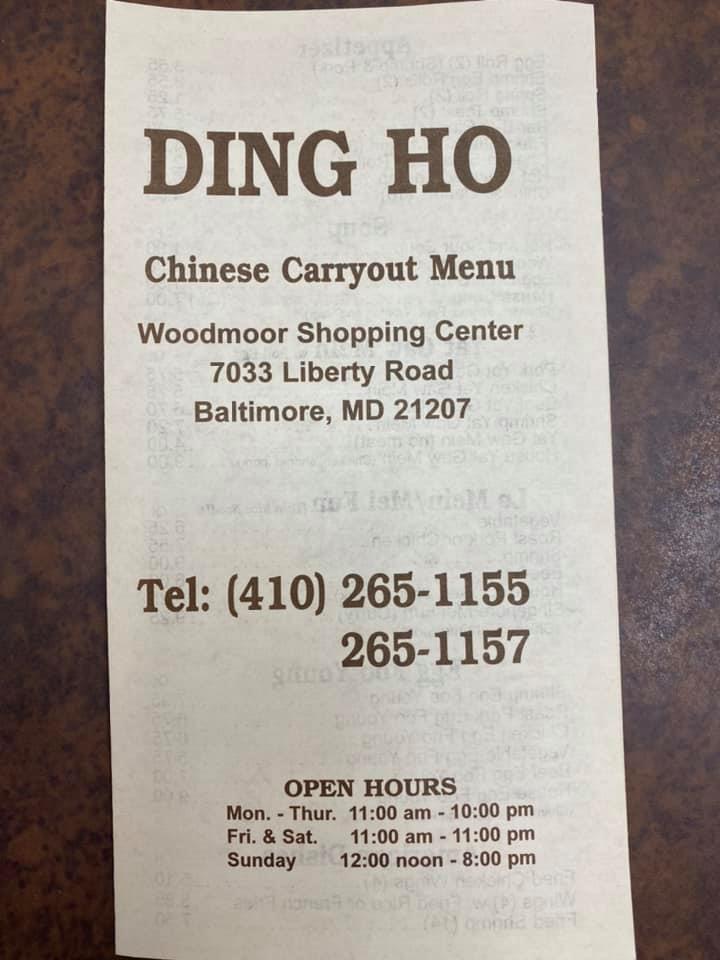 DING HO
Chinese Carryout Menu
Woodmoor Shopping Center
7033 Liberty Road
Baltimore, MD 21207
Tel: (410) 265-1155
265-1157
OPEN HOURS
Mon. - Thur. 11:00 am - 10:00 pm
Fri. & Sat. 11:00 am - 11:00 pm
Sunday 12:00 noon - 8:00 pm